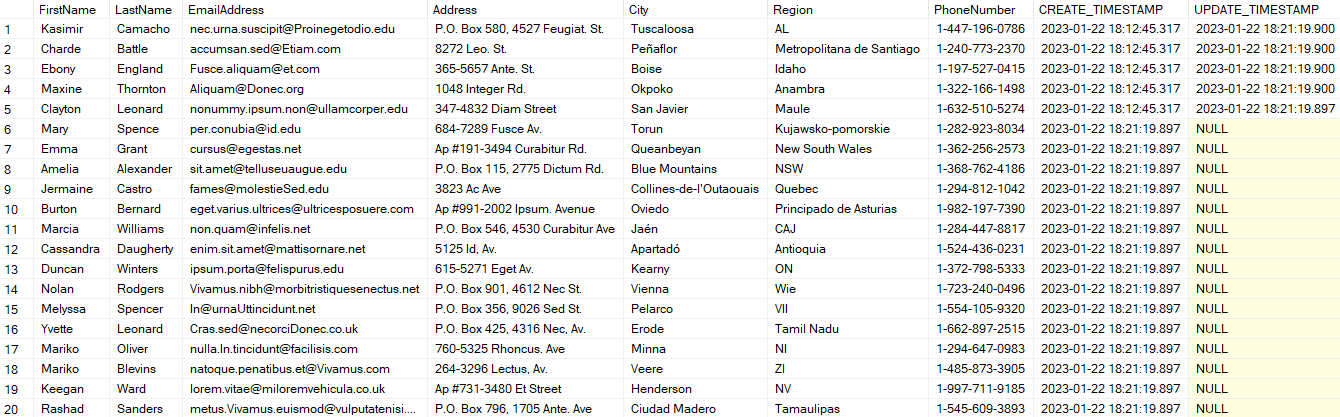 FirstName LastName EmailAddress Address City Region PhoneNumber CREATE_TIMESTAMP UPDATE_TIMESTAMP
1 Kasimir Camacho nec.urna.suscipit@Proinegetodio.edu P.O. Box 580, 4527 Feugiat. St. Tuscaloosa AL 1-447-196-0786 2023-01-22 18:12:45.317 2023-01-22 18:21:19.900
2 Charde Battle accumsan.sed@Etiam.com 8272 Leo. St. Peñaflor Metropolitana de Santiago 1-240-773-2370 2023-01-22 18:12:45.317 2023-01-22 18:21:19.900
3 Ebony England Fusce.aliquam@et.com 365-5657 Ante. St. Boise Idaho 1-197-527-0415 2023-01-22 18:12:45.317 2023-01-22 18:21:19.900
4 Maxine Thornton Aliquam@Donec.org 1048 Integer Rd. Okpoko Anambra 1-322-166-1498 2023-01-22 18:12:45.317 2023-01-22 18:21:19.900
5 Clayton Leonard nonummy.ipsum.non@ullamcorper.edu 347-4832 Diam Street San Javier Maule 1-632-510-5274 2023-01-22 18:12:45.317 2023-01-22 18:21:19.897
6 Mary Spence per.conubia@id.edu 684-7289 Fusce Av. Torun Kujawsko-pomorskie 1-282-923-8034 2023-01-22 18:21:19.897 NULL
7 Emma Grant cursus@egestas.net Ap #191-3494 Curabitur Rd. Queanbeyan New South Wales 1-362-256-2573 2023-01-22 18:21:19.897 NULL
8 Amelia Alexander sit.amet@telluseuaugue.edu P.O. Box 115, 2775 Dictum Rd. Blue Mountains NSW 1-368-762-4186 2023-01-22 18:21:19.897 NULL
9 Jermaine Castro fames@molestieSed.edu 3823 Ac Ave Collines-de-l'Outaouais Quebec 1-294-812-1042 2023-01-22 18:21:19.897 NULL
10 Burton Bernard eget.varius.ultrices@ultricesposuere.com Ap #991-2002 Ipsum. Avenue Oviedo Principado de Asturias 1-982-197-7390 2023-01-22 18:21:19.897 NULL
11 Marcia Williams non.quam@infelis.net P.O. Box 546, 4530 Curabitur Ave Jaén CAJ 1-284-447-8817 2023-01-22 18:21:19.897 NULL
12 Cassandra Daugherty enim.sit.amet@mattisornare.net 5125 Id, Av. Apartadó Antioquia 1-524-436-0231 2023-01-22 18:21:19.897 NULL
13 Duncan Winters ipsum.porta@felispurus.edu 615-5271 Eget Av. Kearny ON 1-372-798-5333 2023-01-22 18:21:19.897 NULL
14 Nolan Rodgers Vivamus.nibh@morbitristiquesenectus.net P.O. Box 901, 4612 Nec St. Vienna Wie 1-723-240-0496 2023-01-22 18:21:19.897 NULL
15 Melyssa Spencer In@urnaUttincidunt.net P.O. Box 356, 9026 Sed St. Pelarco VII 1-554-105-9320 2023-01-22 18:21:19.897 NULL
16 Yvette Leonard Cras.sed@necorciDonec.co.uk P.O. Box 425, 4316 Nec, Av. Erode Tamil Nadu 1-662-897-2515 2023-01-22 18:21:19.897 NULL
17 Mariko Oliver nulla.In.tincidunt@facilisis.com 760-5325 Rhoncus. Ave Minna NI 1-294-647-0983 2023-01-22 18:21:19.897 NULL
18 Mariko Blevins natoque.penatibus.et@Vivamus.com 264-3296 Lectus, Av. Veere ZI 1-485-873-3905 2023-01-22 18:21:19.897 NULL
19 Keegan Ward lorem.vitae@miloremvehicula.co.uk Ap #731-3480 Et Street Henderson NV 1-997-711-9185 2023-01-22 18:21:19.897 NULL
20 Rashad Sanders metus.Vivamus.euismod@vulputatenisi.... P.O. Box 796, 1705 Ante. Ave Ciudad Madero Tamaulipas 1-545-609-3893 2023-01-22 18:21:19.897 NULL